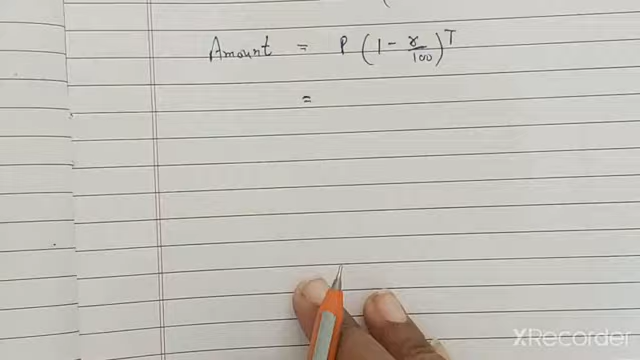 Amount = P (1 - r/100)^T
=
XRecorder